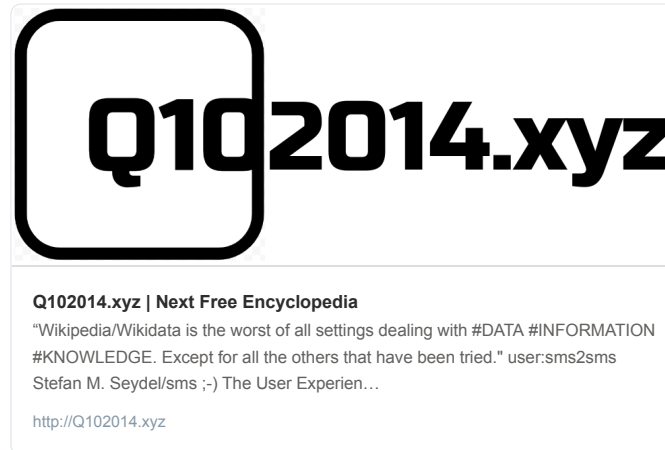 Q102014.xyz
Q102014.xyz | Next Free Encyclopedia
“Wikipedia/Wikidata is the worst of all settings dealing with #DATA #INFORMATION
#KNOWLEDGE. Except for all the others that have been tried." user:sms2sms
Stefan M. Seydel/sms ;-) The User Experien…
http://Q102014.xyz